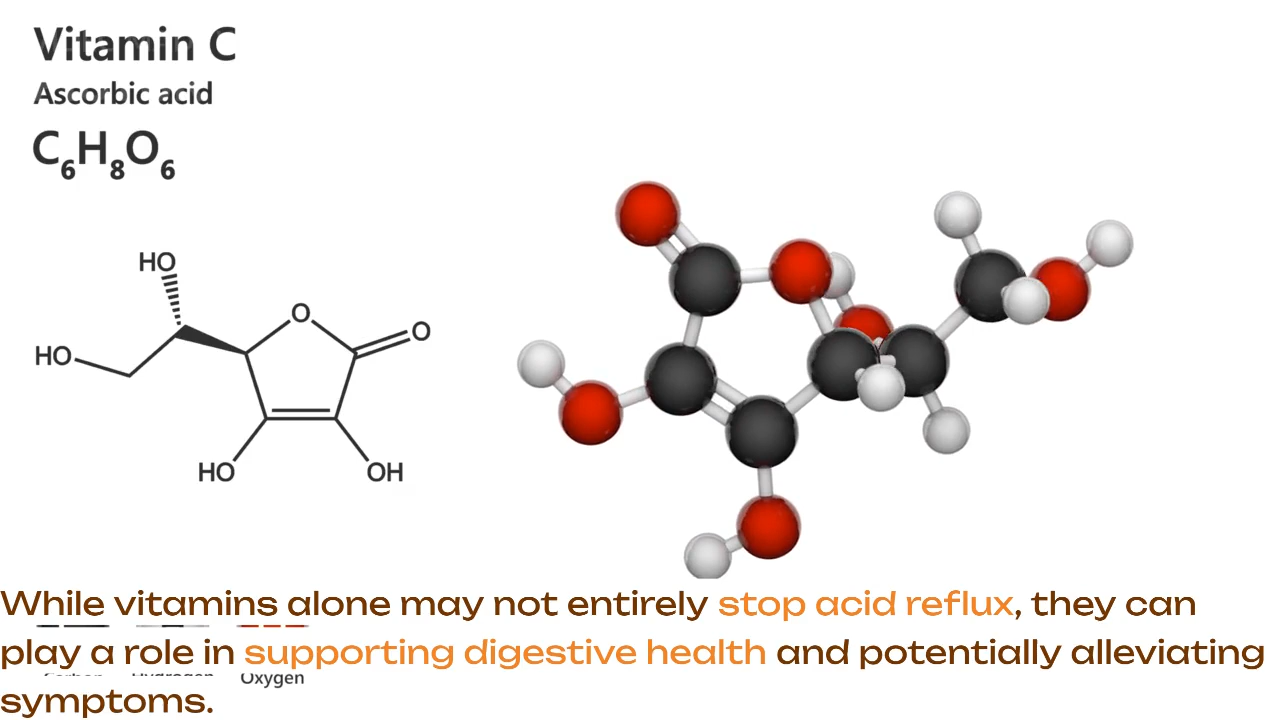 Vitamin C
Ascorbic acid
C₆H₈O₆
HO
O
O
HO
HO
OH
While vitamins alone may not entirely stop acid reflux, they can
play a role in supporting digestive health and potentially alleviating
Oxygen
symptoms.